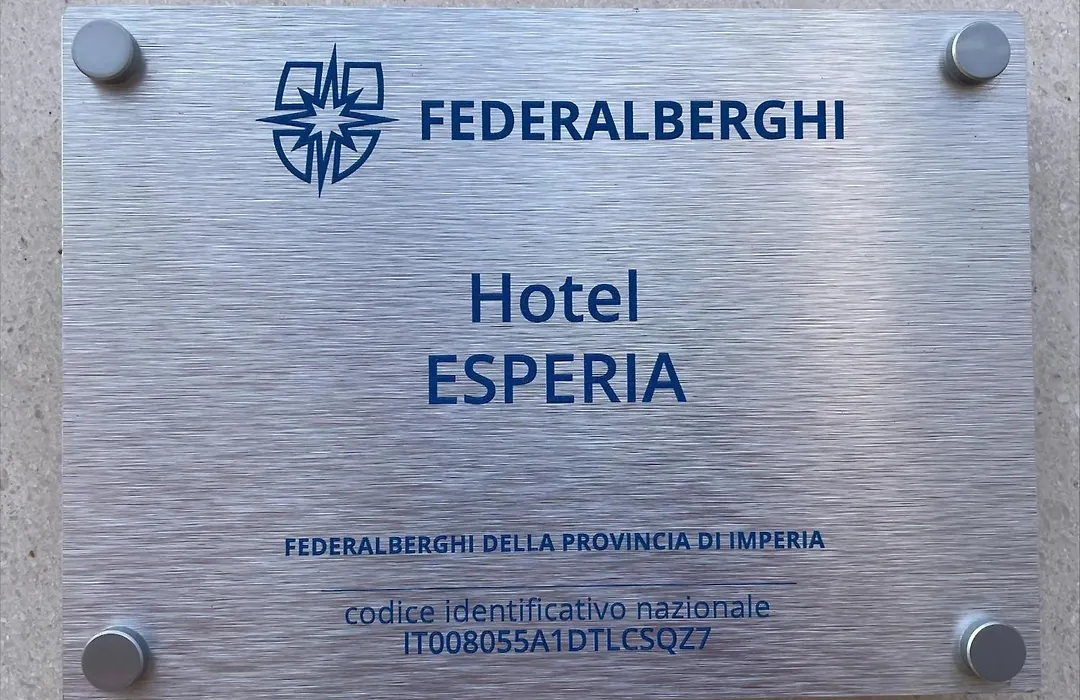 FEDERALBERGHI
Hotel
ESPERIA
FEDERALBERGHI DELLA PROVINCIA DI IMPERIA
codice identificativo nazionale
IT008055A1DTLCSQZ7